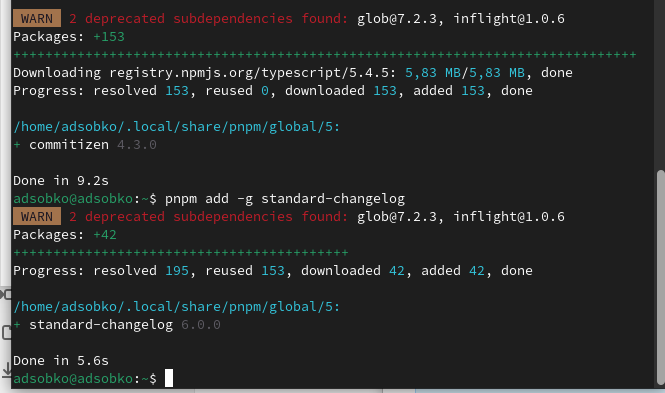 WARN 2 deprecated subdependencies found: glob@7.2.3, inflight@1.0.6
Packages: +153
++++++++++++++++++++++++++++++++++++++++++++++++++++++++++++++++++++++++++++++
Downloading registry.npmjs.org/typescript/5.4.5: 5,83 MB/5,83 MB, done
Progress: resolved 153, reused 0, downloaded 153, added 153, done
/home/adsobko/.local/share/pnpm/global/5:
+ commitizen 4.3.0
Done in 9.2s
adsobko@adsobko:~$ pnpm add -g standard-changelog
WARN 2 deprecated subdependencies found: glob@7.2.3, inflight@1.0.6
Packages: +42
++++++++++++++++++++++++++++++++++++++++++
Progress: resolved 195, reused 153, downloaded 42, added 42, done
/home/adsobko/.local/share/pnpm/global/5:
+ standard-changelog 6.0.0
Done in 5.6s
adsobko@adsobko:~$